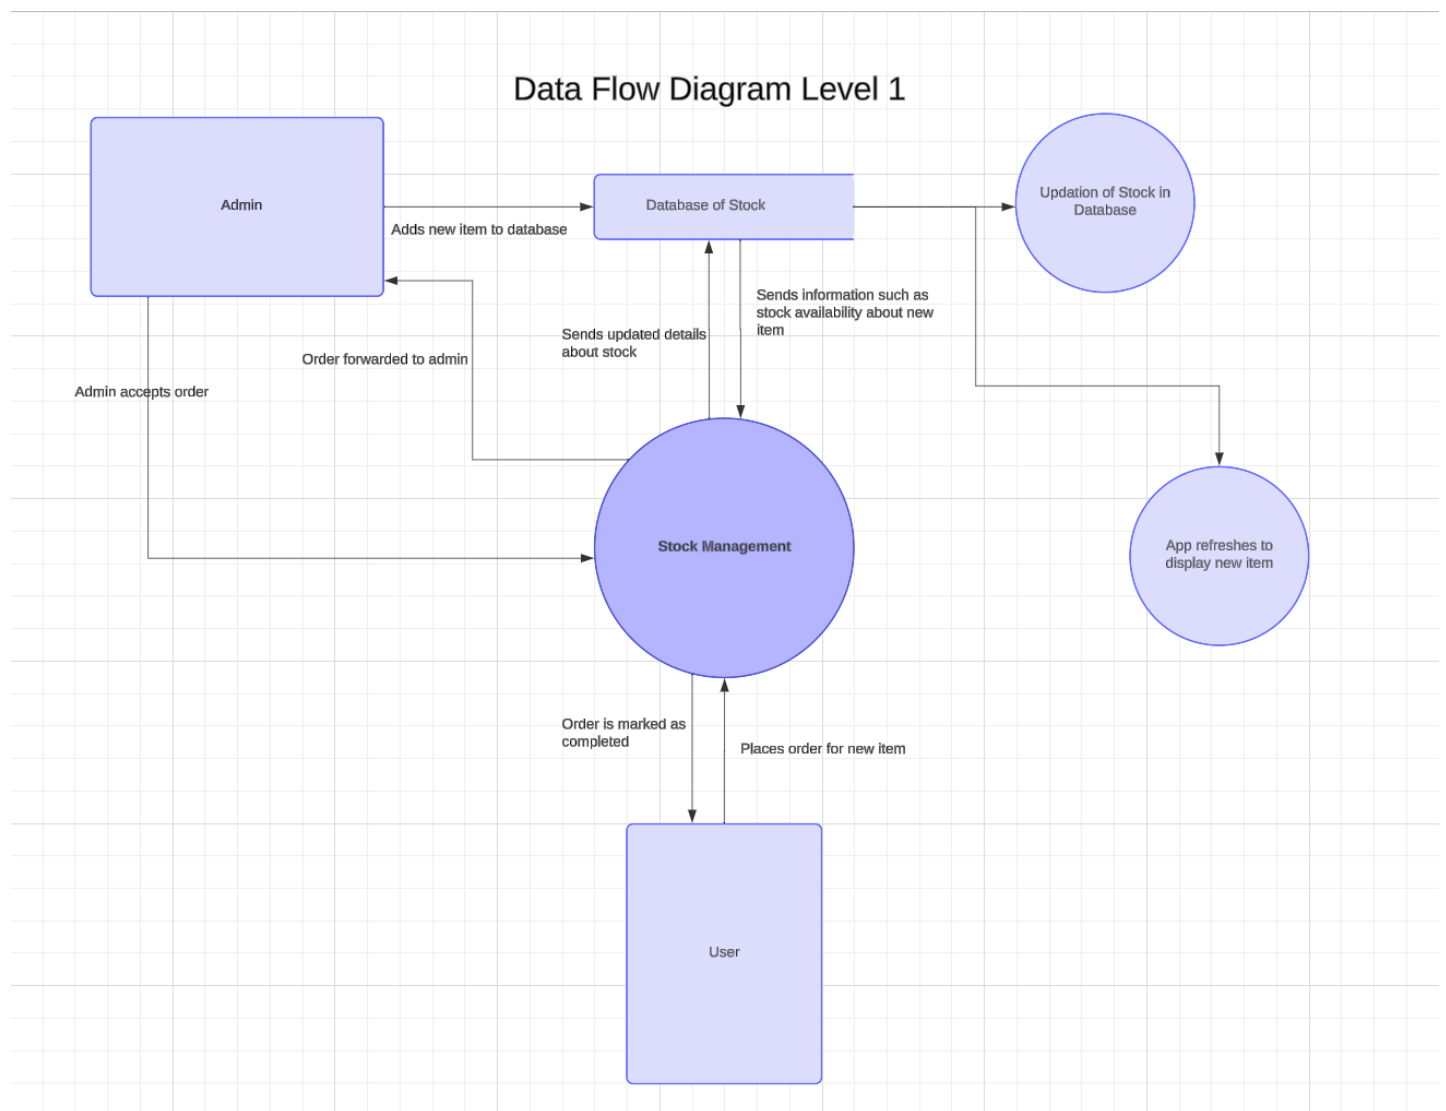 Data Flow Diagram Level 1
Admin
Adds new item to database
Database of Stock
Updation of Stock in
Database
Sends information such as
stock availability about new
item
Sends updated details
about stock
Order forwarded to admin
Admin accepts order
Stock Management
App refreshes to
display new item
Order is marked as
completed
Places order for new item
User